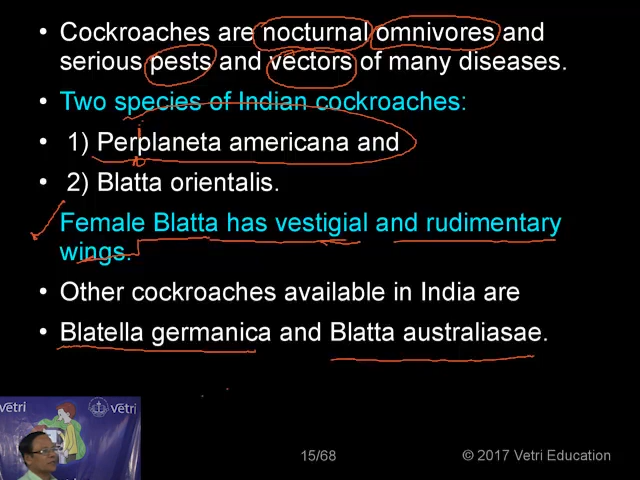 • Cockroaches are nocturnal omnivores and
serious pests and vectors of many diseases.
• Two species of Indian cockroaches:
• 1) Perplaneta americana and
• 2) Blatta orientalis.
Female Blatta has vestigial and rudimentary
wings.
• Other cockroaches available in India are
• Blatella germanica and Blatta australiasae.
vetri
vetri
15/68
© 2017 Vetri Education